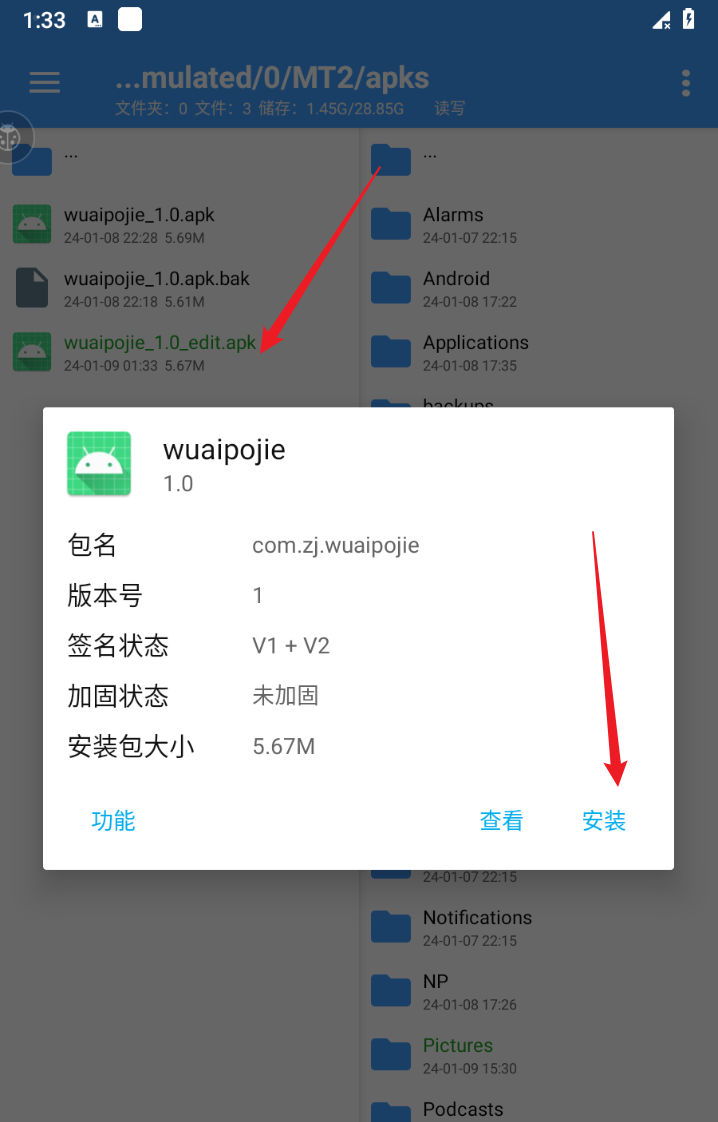 1:33
A
...mulated/0/MT2/apks
文件夹：0 文件：3 储存：1.45G/28.85G 读写
...
...
wuaipojie_1.0.apk
24-01-08 22:28 5.69M
wuaipojie_1.0.apk.bak
24-01-08 22:18 5.61M
wuaipojie_1.0_edit.apk
24-01-09 01:33 5.67M
Alarms
24-01-07 22:15
Android
24-01-08 17:22
Applications
24-01-08 17:35
backups
wuaipojie
1.0
包名 com.zj.wuaipojie
版本号 1
签名状态 V1 + V2
加固状态 未加固
安装包大小 5.67M
功能 查看 安装
24-01-07 22:15
Notifications
24-01-07 22:15
NP
24-01-08 17:26
Pictures
24-01-09 15:30
Podcasts